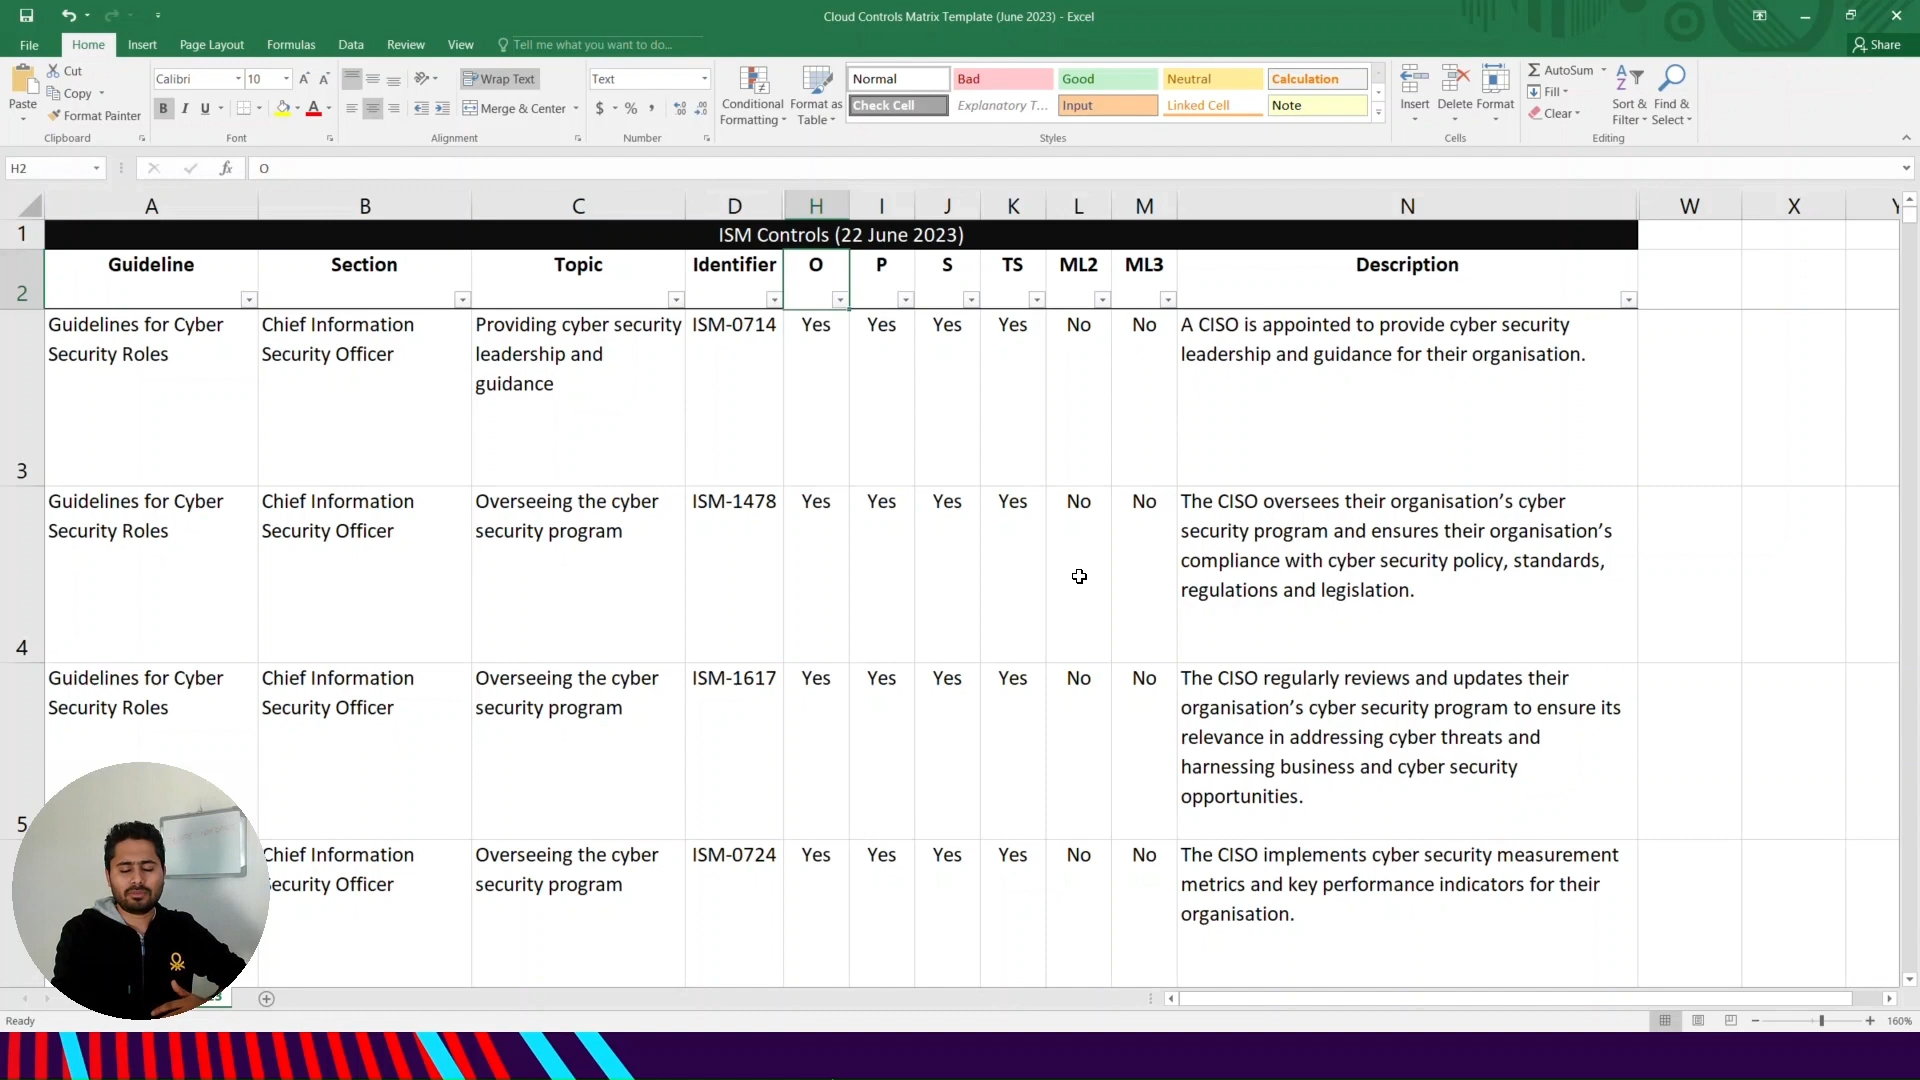 Cloud Controls Matrix Template (June 2023) - Excel
File Home Insert Page Layout Formulas Data Review View Tell me what you want to do... Share
Paste
Cut
Copy
Format Painter
Clipboard
Calibri 10
B I U
Font
Wrap Text
Merge & Center
Alignment
Text
$ % ,
Number
Conditional Formatting
Format as Table
Normal Bad Good Neutral Calculation
Check Cell Explanatory T... Input Linked Cell Note
Styles
Insert Delete Format
Cells
AutoSum
Fill
Clear
Sort & Filter
Find & Select
Editing
H2 fx O
A B C D H I J K L M N W X Y
1 ISM Controls (22 June 2023)
2 Guideline Section Topic Identifier O P S TS ML2 ML3 Description
Guidelines for Cyber Chief Information Providing cyber security ISM-0714 Yes Yes Yes Yes No No A CISO is appointed to provide cyber security
Security Roles Security Officer leadership and leadership and guidance for their organisation.
guidance
3
Guidelines for Cyber Chief Information Overseeing the cyber ISM-1478 Yes Yes Yes Yes No No The CISO oversees their organisation’s cyber
Security Roles Security Officer security program security program and ensures their organisation’s
compliance with cyber security policy, standards,
regulations and legislation.
4
Guidelines for Cyber Chief Information Overseeing the cyber ISM-1617 Yes Yes Yes Yes No No The CISO regularly reviews and updates their
Security Roles Security Officer security program organisation’s cyber security program to ensure its
relevance in addressing cyber threats and
harnessing business and cyber security
opportunities.
5
Chief Information Overseeing the cyber ISM-0724 Yes Yes Yes Yes No No The CISO implements cyber security measurement
Security Officer security program metrics and key performance indicators for their
organisation.
Ready 160%